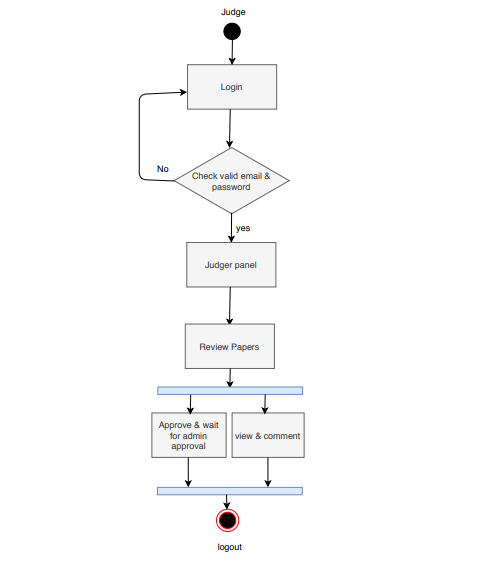 Judge
Login
Check valid email &
password
No
yes
Judger panel
Review Papers
Approve & wait
for admin
approval
view & comment
logout